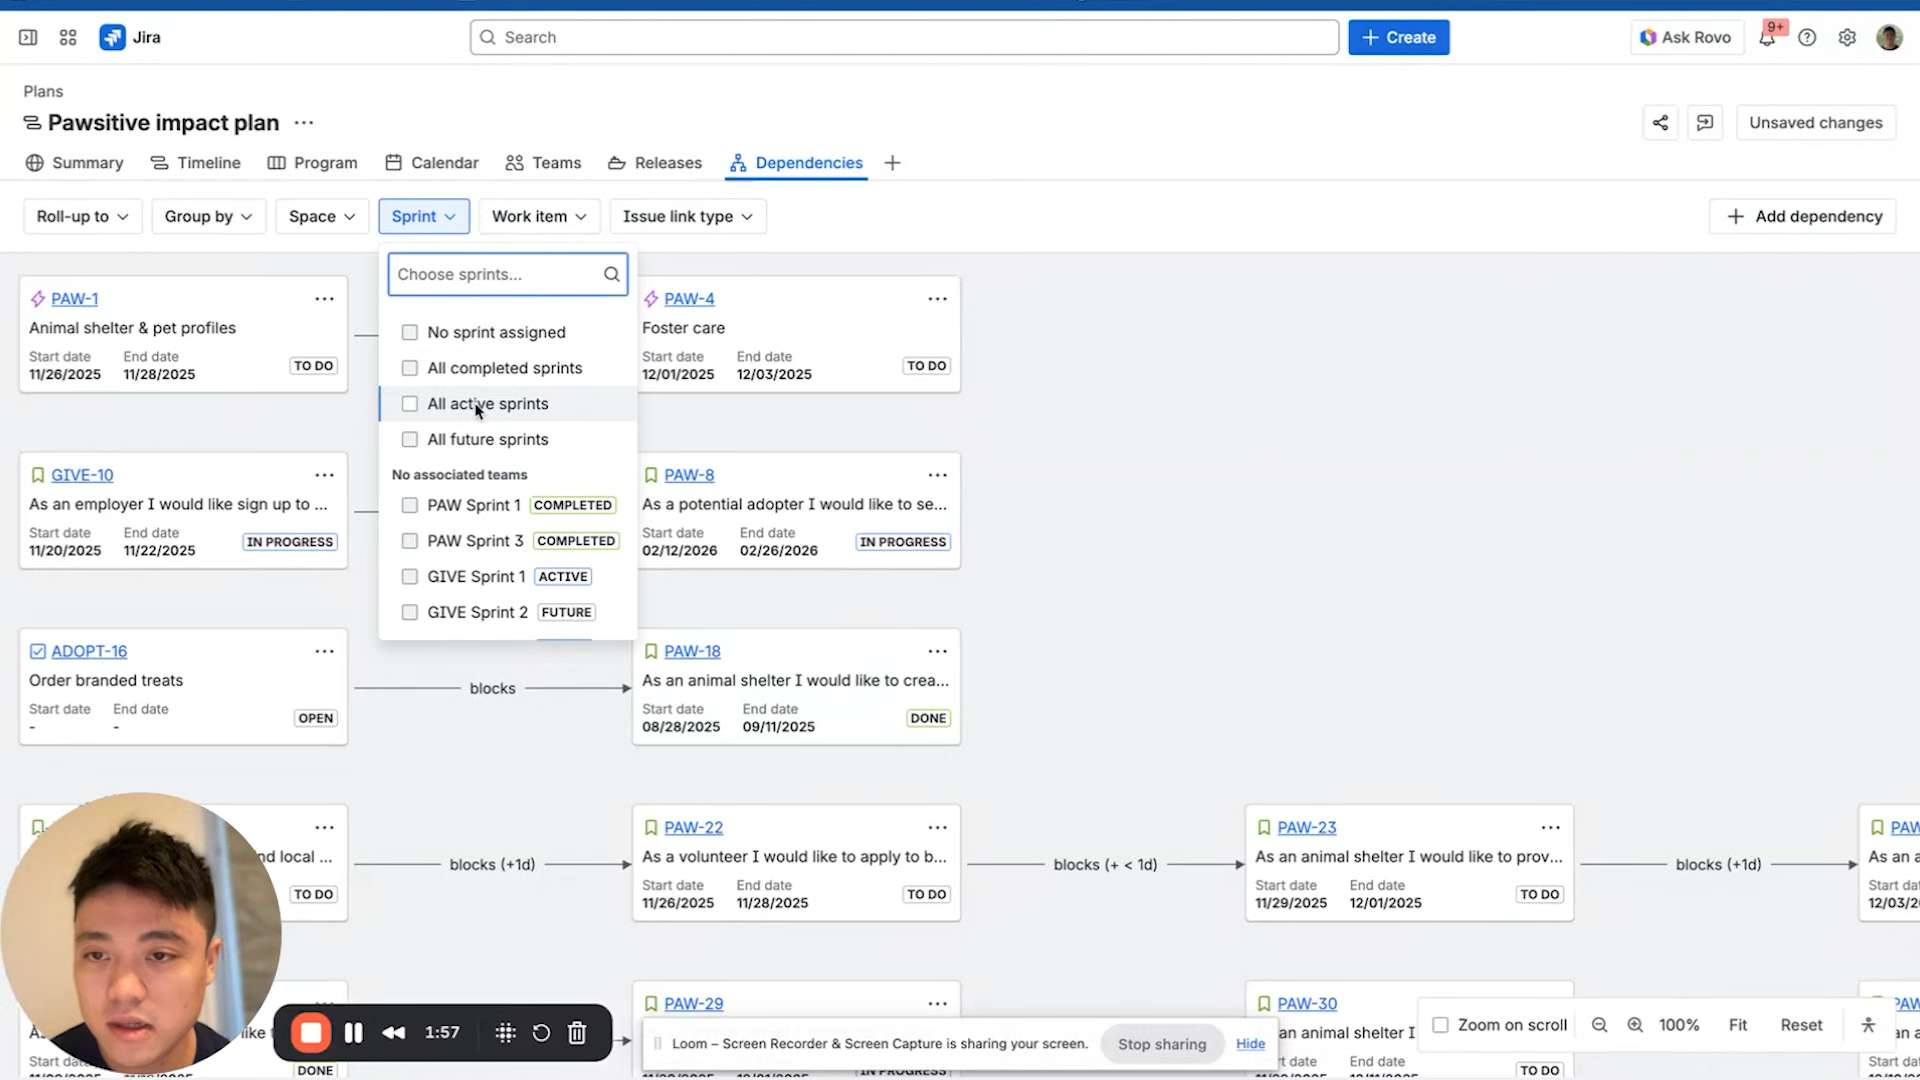 Jira
Search
Create
Ask Rovo
9+
Plans
Pawsitive impact plan
Unsaved changes
Summary
Timeline
Program
Calendar
Teams
Releases
Dependencies
Roll-up to
Group by
Space
Sprint
Work item
Issue link type
Add dependency
Choose sprints...
No sprint assigned
All completed sprints
All active sprints
All future sprints
No associated teams
PAW Sprint 1 COMPLETED
PAW Sprint 3 COMPLETED
GIVE Sprint 1 ACTIVE
GIVE Sprint 2 FUTURE
PAW-1
Animal shelter & pet profiles
Start date End date
11/26/2025 11/28/2025 TO DO
PAW-4
Foster care
Start date End date
12/01/2025 12/03/2025 TO DO
GIVE-10
As an employer I would like sign up to ...
Start date End date
11/20/2025 11/22/2025 IN PROGRESS
PAW-8
As a potential adopter I would like to se...
Start date End date
02/12/2026 02/26/2026 IN PROGRESS
ADOPT-16
Order branded treats
Start date End date
- - OPEN
blocks
PAW-18
As an animal shelter I would like to crea...
Start date End date
08/28/2025 09/11/2025 DONE
nd local ...
TO DO
blocks (+1d)
PAW-22
As a volunteer I would like to apply to b...
Start date End date
11/26/2025 11/28/2025 TO DO
blocks (+ < 1d)
PAW-23
As an animal shelter I would like to prov...
Start date End date
11/29/2025 12/01/2025 TO DO
blocks (+1d)
PAW
As an a
Start dat
12/03/2
DONE
PAW-29
IN PROGRESS
PAW-30
an animal shelter I
TO DO
PAW
1:57
Loom – Screen Recorder & Screen Capture is sharing your screen.
Stop sharing
Hide
Zoom on scroll
100%
Fit
Reset